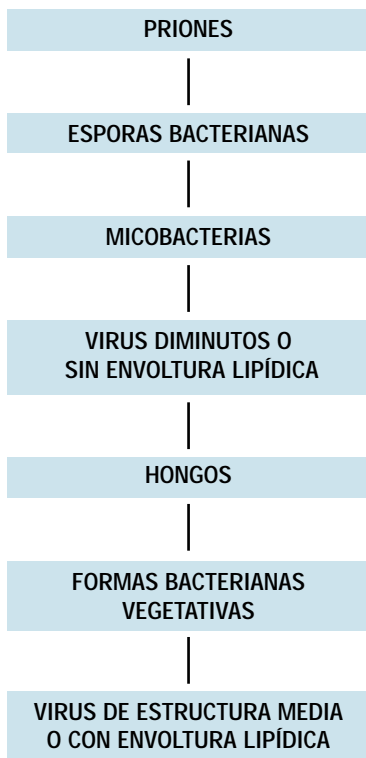 PRIONES
ESPORAS BACTERIANAS
MICOBACTERIAS
VIRUS DIMINUTOS O
SIN ENVOLTURA LIPÍDICA
HONGOS
FORMAS BACTERIANAS
VEGETATIVAS
VIRUS DE ESTRUCTURA MEDIA
O CON ENVOLTURA LIPÍDICA